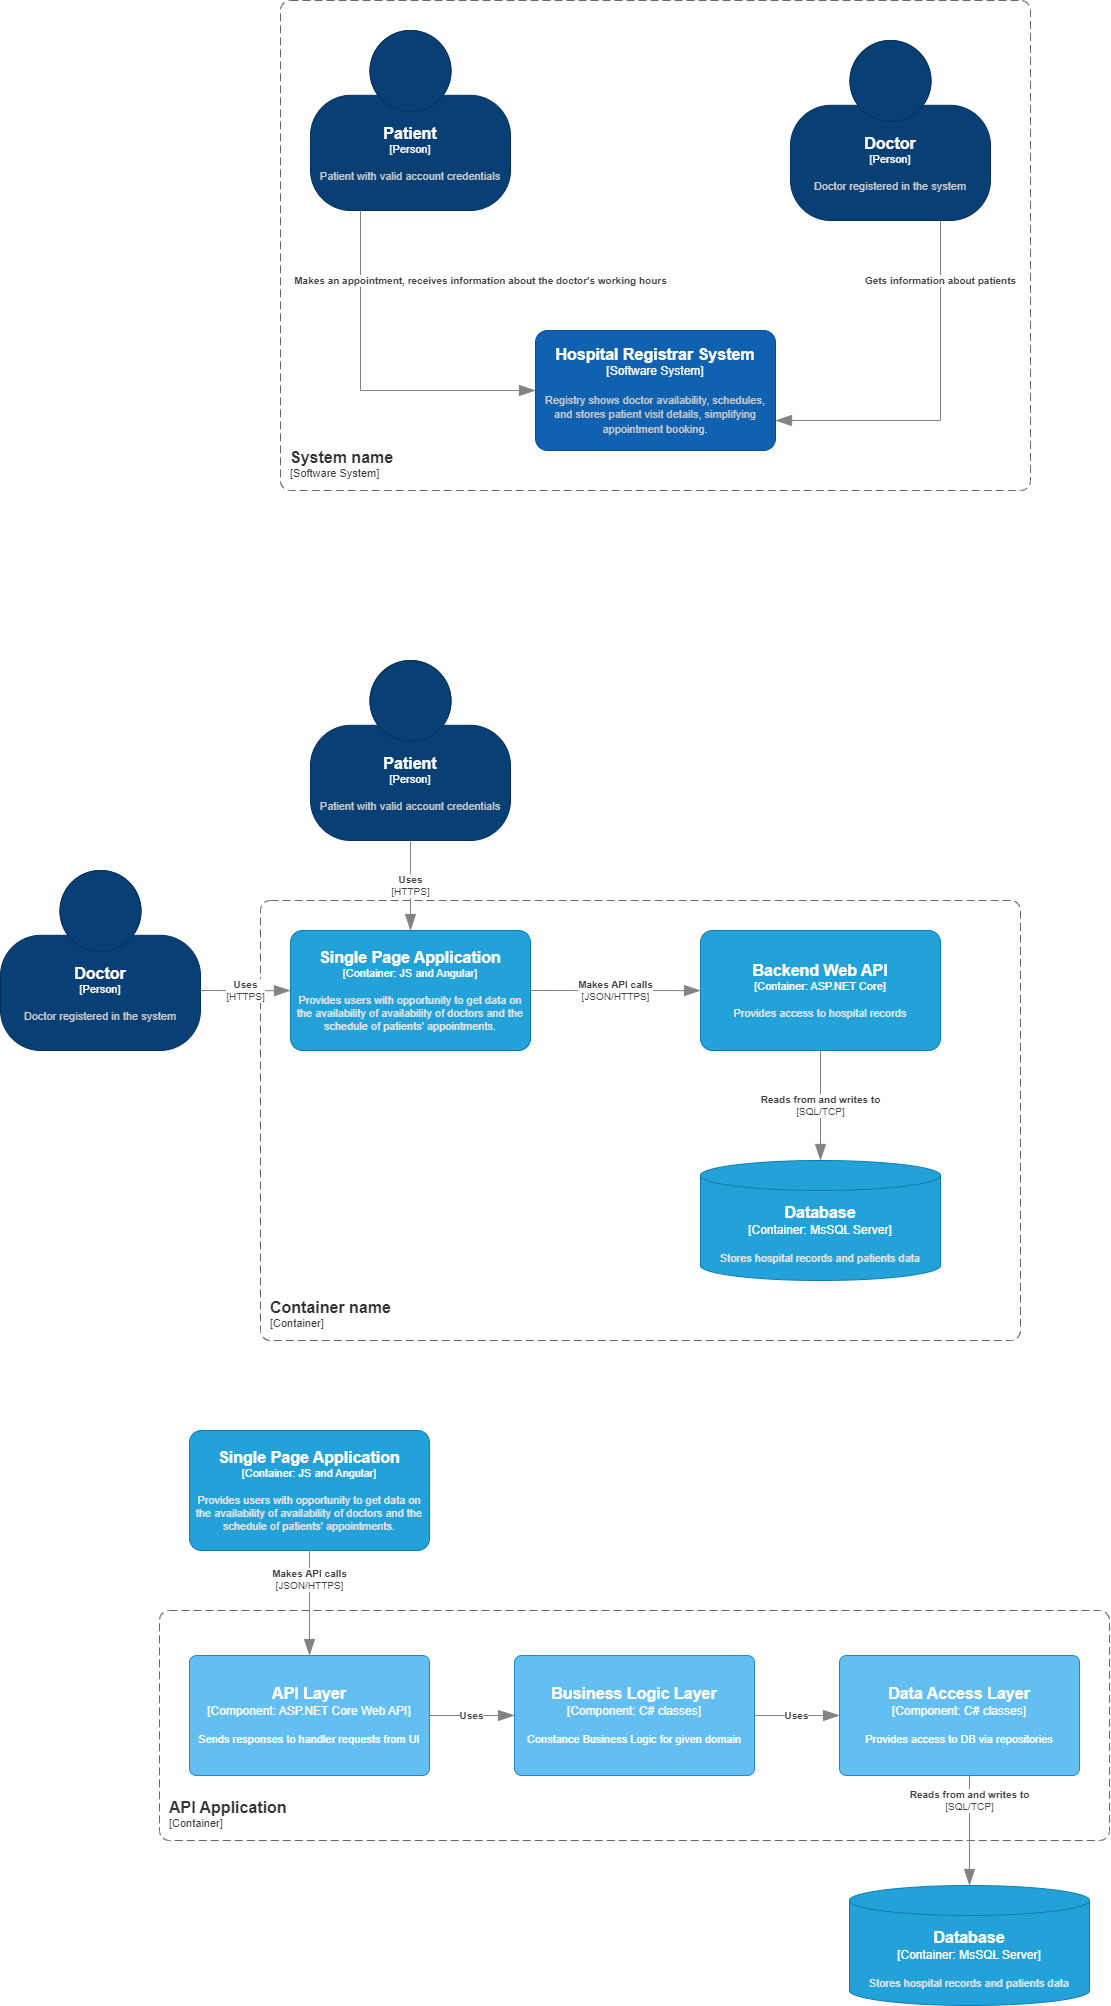 Patient
[Person]
Patient with valid account credentials
Doctor
[Person]
Doctor registered in the system
Makes an appointment, receives information about the doctor's working hours
Gets information about patients
Hospital Registrar System
[Software System]
Registry shows doctor availability, schedules,
and stores patient visit details, simplifying
appointment booking.
System name
[Software System]
Patient
[Person]
Patient with valid account credentials
Uses
[HTTPS]
Doctor
[Person]
Doctor registered in the system
Uses
[HTTPS]
Single Page Application
[Container: JS and Angular]
Provides users with opportunity to get data on
the availability of availability of doctors and the
schedule of patients' appointments.
Makes API calls
[JSON/HTTPS]
Backend Web API
[Container: ASP.NET Core]
Provides access to hospital records
Reads from and writes to
[SQL/TCP]
Database
[Container: MsSQL Server]
Stores hospital records and patients data
Container name
[Container]
Single Page Application
[Container: JS and Angular]
Provides users with opportunity to get data on
the availability of availability of doctors and the
schedule of patients' appointments.
Makes API calls
[JSON/HTTPS]
API Layer
[Component: ASP.NET Core Web API]
Sends responses to handler requests from UI
Uses
Business Logic Layer
[Component: C# classes]
Constance Business Logic for given domain
Uses
Data Access Layer
[Component: C# classes]
Provides access to DB via repositories
Reads from and writes to
[SQL/TCP]
API Application
[Container]
Database
[Container: MsSQL Server]
Stores hospital records and patients data